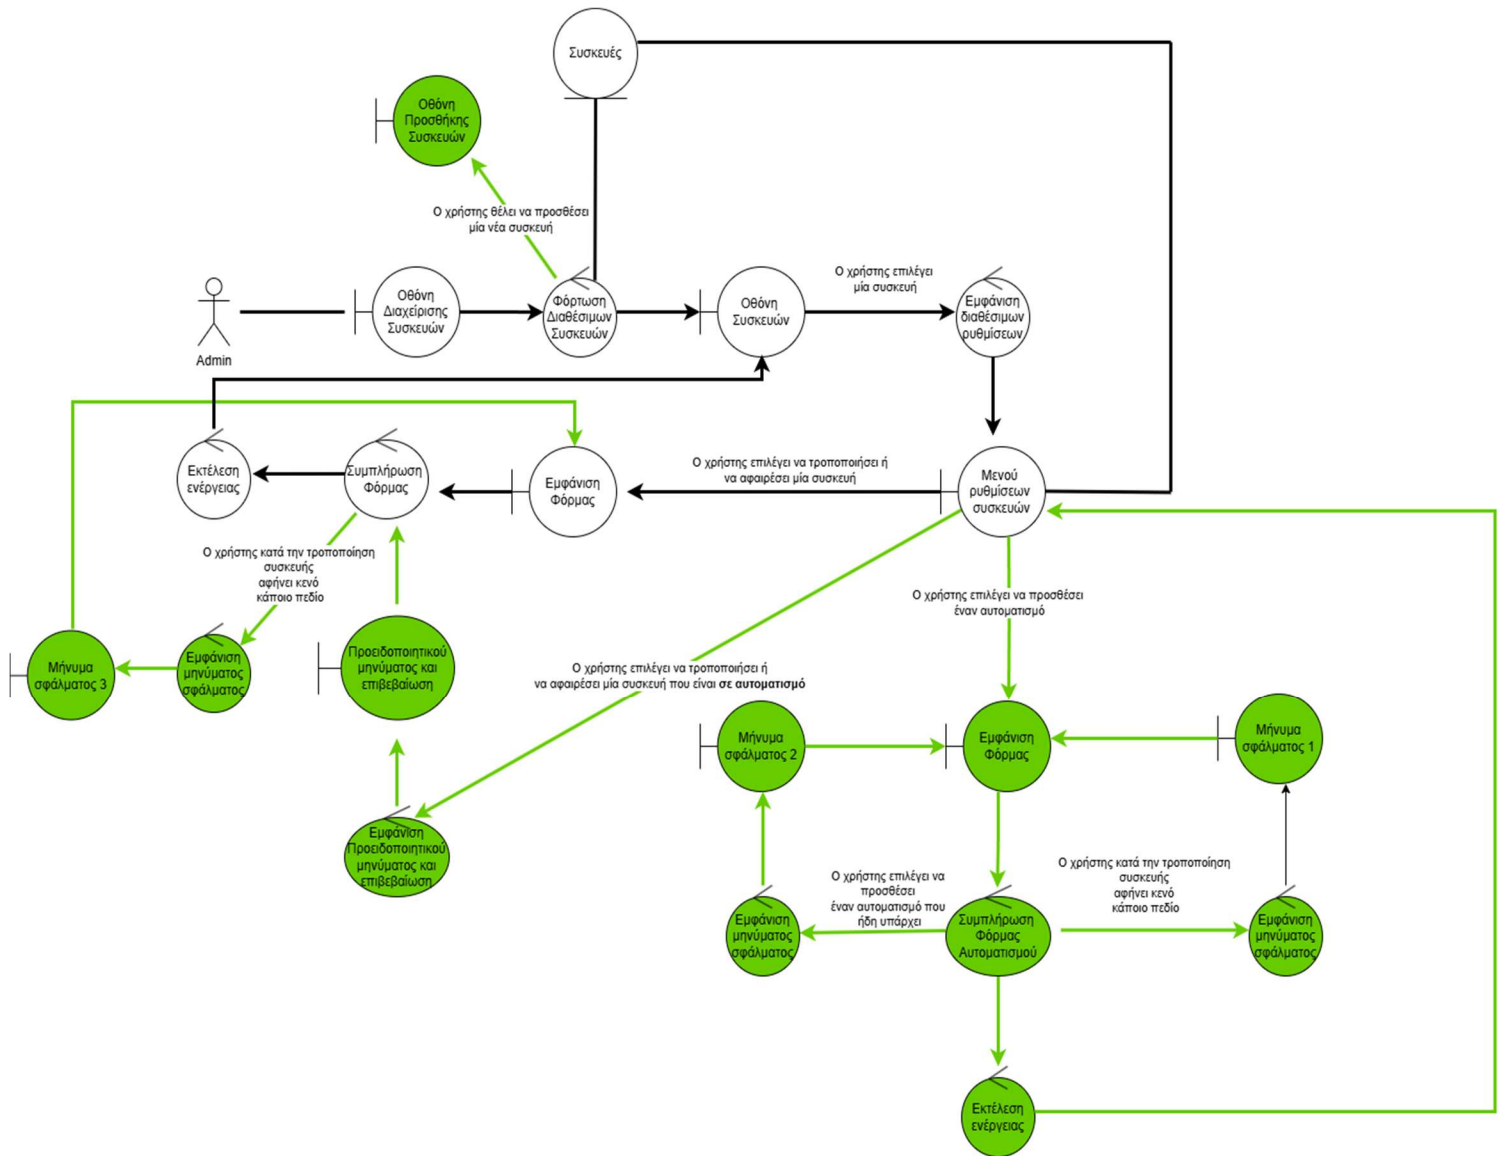 Συσκευές
Οθόνη
Προσθήκης
Συσκευών
Ο χρήστης θέλει να προσθέσει
μία νέα συσκευή
Admin
Οθόνη
Διαχείρισης
Συσκευών
Φόρτωση
Διαθέσιμων
Συσκευών
Οθόνη
Συσκευών
Ο χρήστης επιλέγει
μία συσκευή
Εμφάνιση
διαθέσιμων
ρυθμίσεων
Εκτέλεση
ενέργειας
Συμπλήρωση
Φόρμας
Εμφάνιση
Φόρμας
Ο χρήστης επιλέγει να τροποποιήσει ή
να αφαιρέσει μία συσκευή
Μενού
ρυθμίσεων
συσκευών
Ο χρήστης κατά την τροποποίηση
συσκευής
αφήνει κενό
κάποιο πεδίο
Ο χρήστης επιλέγει να προσθέσει
έναν αυτοματισμό
Μήνυμα
σφάλματος 3
Εμφάνιση
μηνύματος
σφάλματος
Προειδοποιητικού
μηνύματος και
επιβεβαίωση
Ο χρήστης επιλέγει να τροποποιήσει ή
να αφαιρέσει μία συσκευή που είναι σε αυτοματισμό
Μήνυμα
σφάλματος 2
Εμφάνιση
Φόρμας
Μήνυμα
σφάλματος 1
Εμφάνιση
Προειδοποιητικού
μηνύματος και
επιβεβαίωση
Ο χρήστης επιλέγει να
προσθέσει
έναν αυτοματισμό που
ήδη υπάρχει
Ο χρήστης κατά την τροποποίηση
συσκευής
αφήνει κενό
κάποιο πεδίο
Εμφάνιση
μηνύματος
σφάλματος
Συμπλήρωση
Φόρμας
Αυτοματισμού
Εμφάνιση
μηνύματος
σφάλματος
Εκτέλεση
ενέργειας